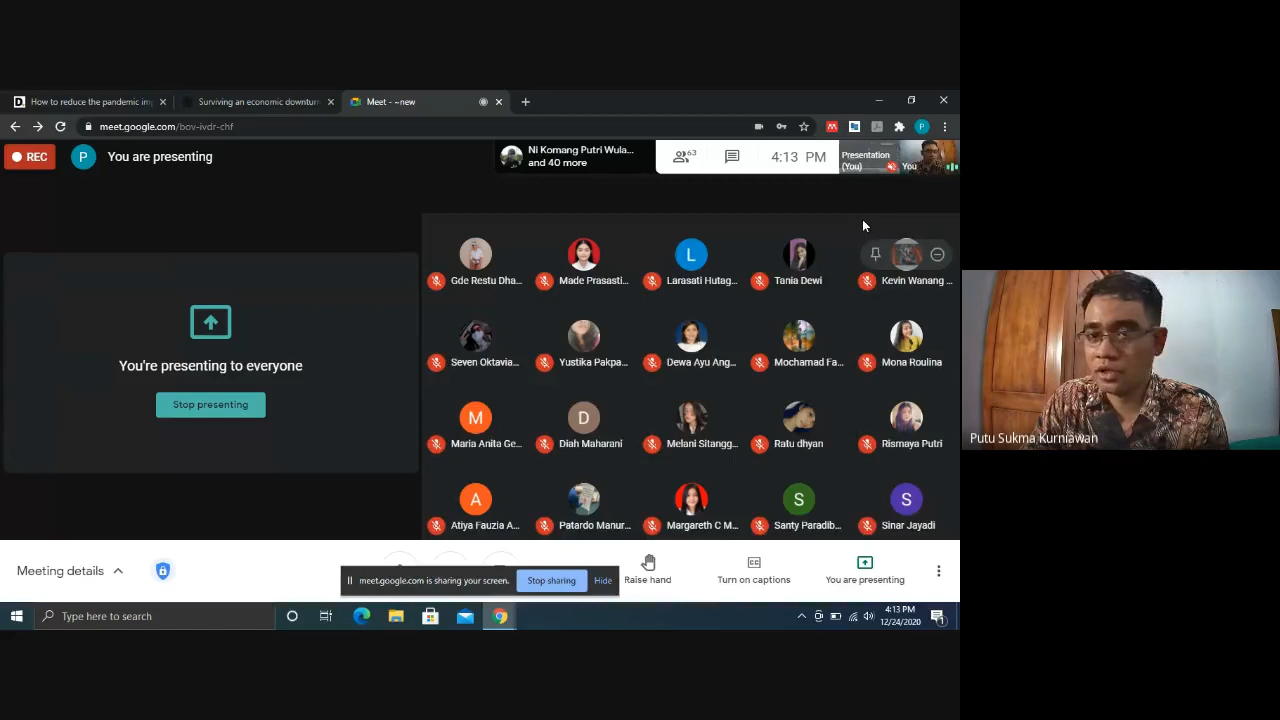 How to reduce the pandemic im
Surviving an economic downturn
Meet - ~new
meet.google.com/bov-ivdr-chf
P
REC
P
You are presenting
Ni Komang Putri Wula...
and 40 more
63
4:13 PM
Presentation
(You)
You
Gde Restu Dha...
Made Prasasti...
L
Larasati Hutag...
Tania Dewi
Kevin Wanang ...
Seven Oktavia...
Yustika Pakpa...
Dewa Ayu Ang...
Mochamad Fa...
Mona Roulina
M
Maria Anita Ge...
D
Diah Maharani
Melani Sitangg...
Ratu dhyan
Rismaya Putri
A
Atiya Fauzia A...
Patardo Manur...
Margareth C M...
S
Santy Paradib...
S
Sinar Jayadi
You're presenting to everyone
Stop presenting
Putu Sukma Kurniawan
Meeting details
meet.google.com is sharing your screen.
Stop sharing
Hide
Raise hand
CC
Turn on captions
You are presenting
Type here to search
4:13 PM
12/24/2020
1